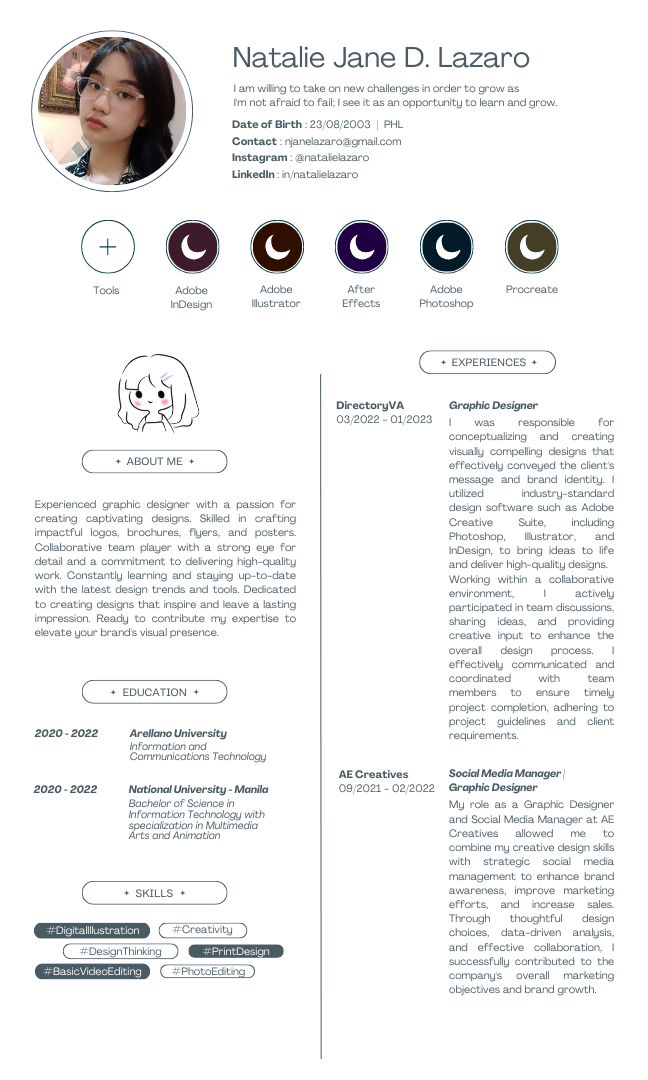 Natalie Jane D. Lazaro
I am willing to take on new challenges in order to grow as
I'm not afraid to fail; I see it as an opportunity to learn and grow.
Date of Birth : 23/08/2003 | PHL
Contact : njanelazaro@gmail.com
Instagram : @natalielazaro
LinkedIn : in/natalielazaro
Tools
Adobe
InDesign
Adobe
Illustrator
After
Effects
Adobe
Photoshop
Procreate
ABOUT ME
Experienced graphic designer with a passion for
creating captivating designs. Skilled in crafting
impactful logos, brochures, flyers, and posters.
Collaborative team player with a strong eye for
detail and a commitment to delivering high-quality
work. Constantly learning and staying up-to-date
with the latest design trends and tools. Dedicated
to creating designs that inspire and leave a lasting
impression. Ready to contribute my expertise to
elevate your brand's visual presence.
EDUCATION
2020 - 2022
Arellano University
Information and
Communications Technology
2020 - 2022
National University - Manila
Bachelor of Science in
Information Technology with
specialization in Multimedia
Arts and Animation
SKILLS
#DigitalIllustration
#Creativity
#DesignThinking
#PrintDesign
#BasicVideoEditing
#PhotoEditing
EXPERIENCES
DirectoryVA
03/2022 – 01/2023
Graphic Designer
I was responsible for
conceptualizing and creating
visually compelling designs that
effectively conveyed the client's
message and brand identity. I
utilized industry-standard
design software such as Adobe
Creative Suite, including
Photoshop, Illustrator, and
InDesign, to bring ideas to life
and deliver high-quality designs.
Working within a collaborative
environment, I actively
participated in team discussions,
sharing ideas, and providing
creative input to enhance the
overall design process. I
effectively communicated and
coordinated with team
members to ensure timely
project completion, adhering to
project guidelines and client
requirements.
AE Creatives
09/2021 – 02/2022
Social Media Manager |
Graphic Designer
My role as a Graphic Designer
and Social Media Manager at AE
Creatives allowed me to
combine my creative design skills
with strategic social media
management to enhance brand
awareness, improve marketing
efforts, and increase sales.
Through thoughtful design
choices, data-driven analysis,
and effective collaboration, I
successfully contributed to the
company's overall marketing
objectives and brand growth.